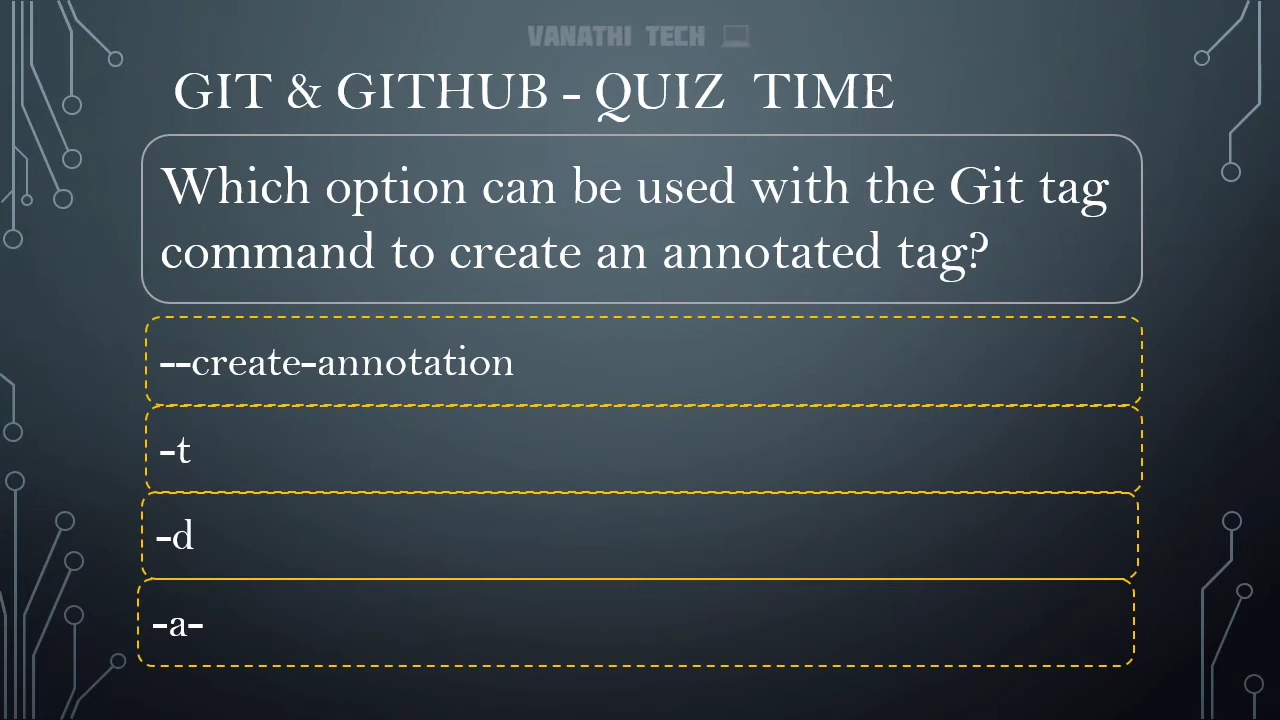 VANATHI TECH
GIT & GITHUB - QUIZ TIME
Which option can be used with the Git tag
command to create an annotated tag?
--create-annotation
-t
-d
-a-